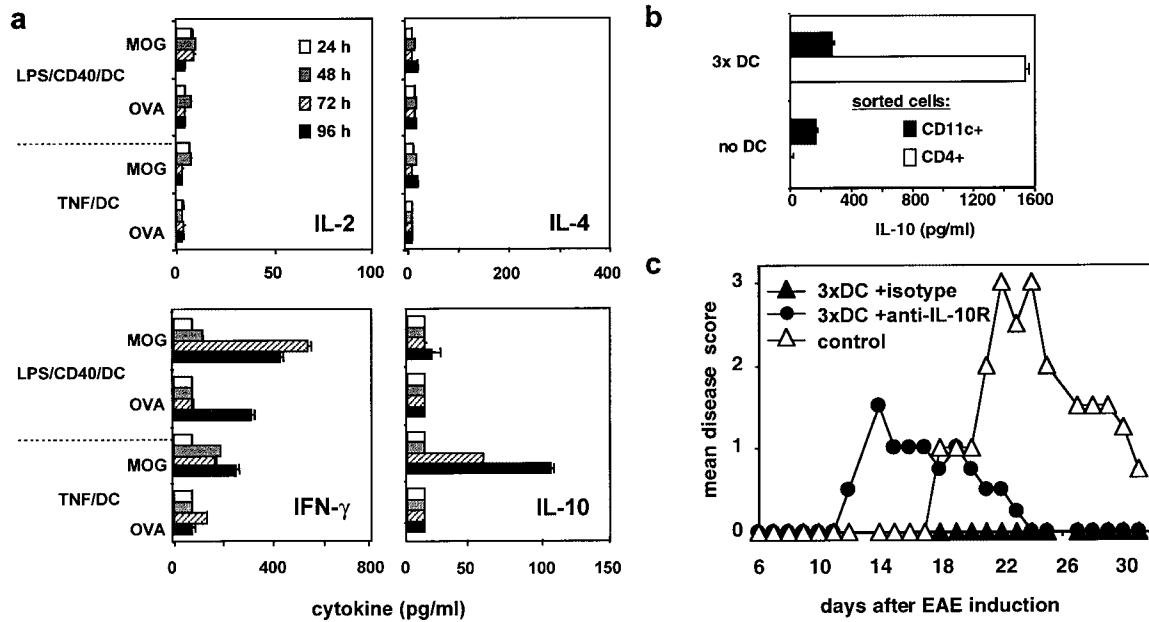 a
MOG
LPS/CD40/DC
OVA
MOG
TNF/DC
OVA
24 h
48 h
72 h
96 h
IL-2
0 50 100
IL-4
0 200 400
MOG
LPS/CD40/DC
OVA
MOG
TNF/DC
OVA
IFN-γ
0 400 800
IL-10
0 50 100 150
cytokine (pg/ml)
b
3x DC
no DC
sorted cells:
CD11c+
CD4+
0 400 800 1200 1600
IL-10 (pg/ml)
c
3
2
1
0
mean disease score
3xDC +isotype
3xDC +anti-IL-10R
control
6 10 14 18 22 26 30
days after EAE induction